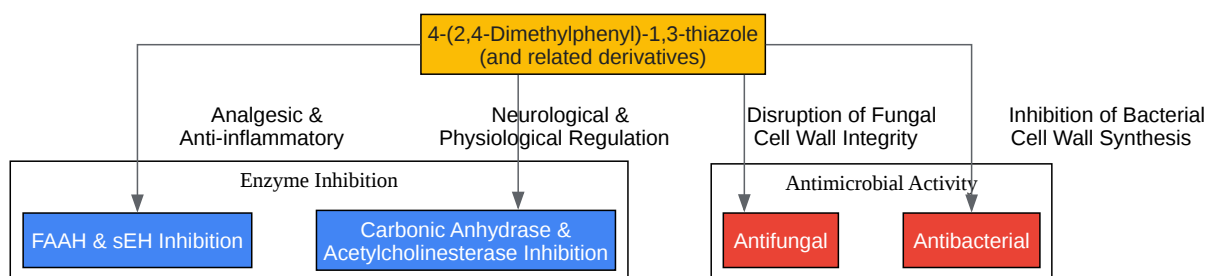 4-(2,4-Dimethylphenyl)-1,3-thiazole
(and related derivatives)
Analgesic &
Anti-inflammatory
Neurological &
Physiological Regulation
Disruption of Fungal
Cell Wall Integrity
Inhibition of Bacterial
Cell Wall Synthesis
Enzyme Inhibition
Antimicrobial Activity
FAAH & sEH Inhibition
Carbonic Anhydrase &
Acetylcholinesterase Inhibition
Antifungal
Antibacterial